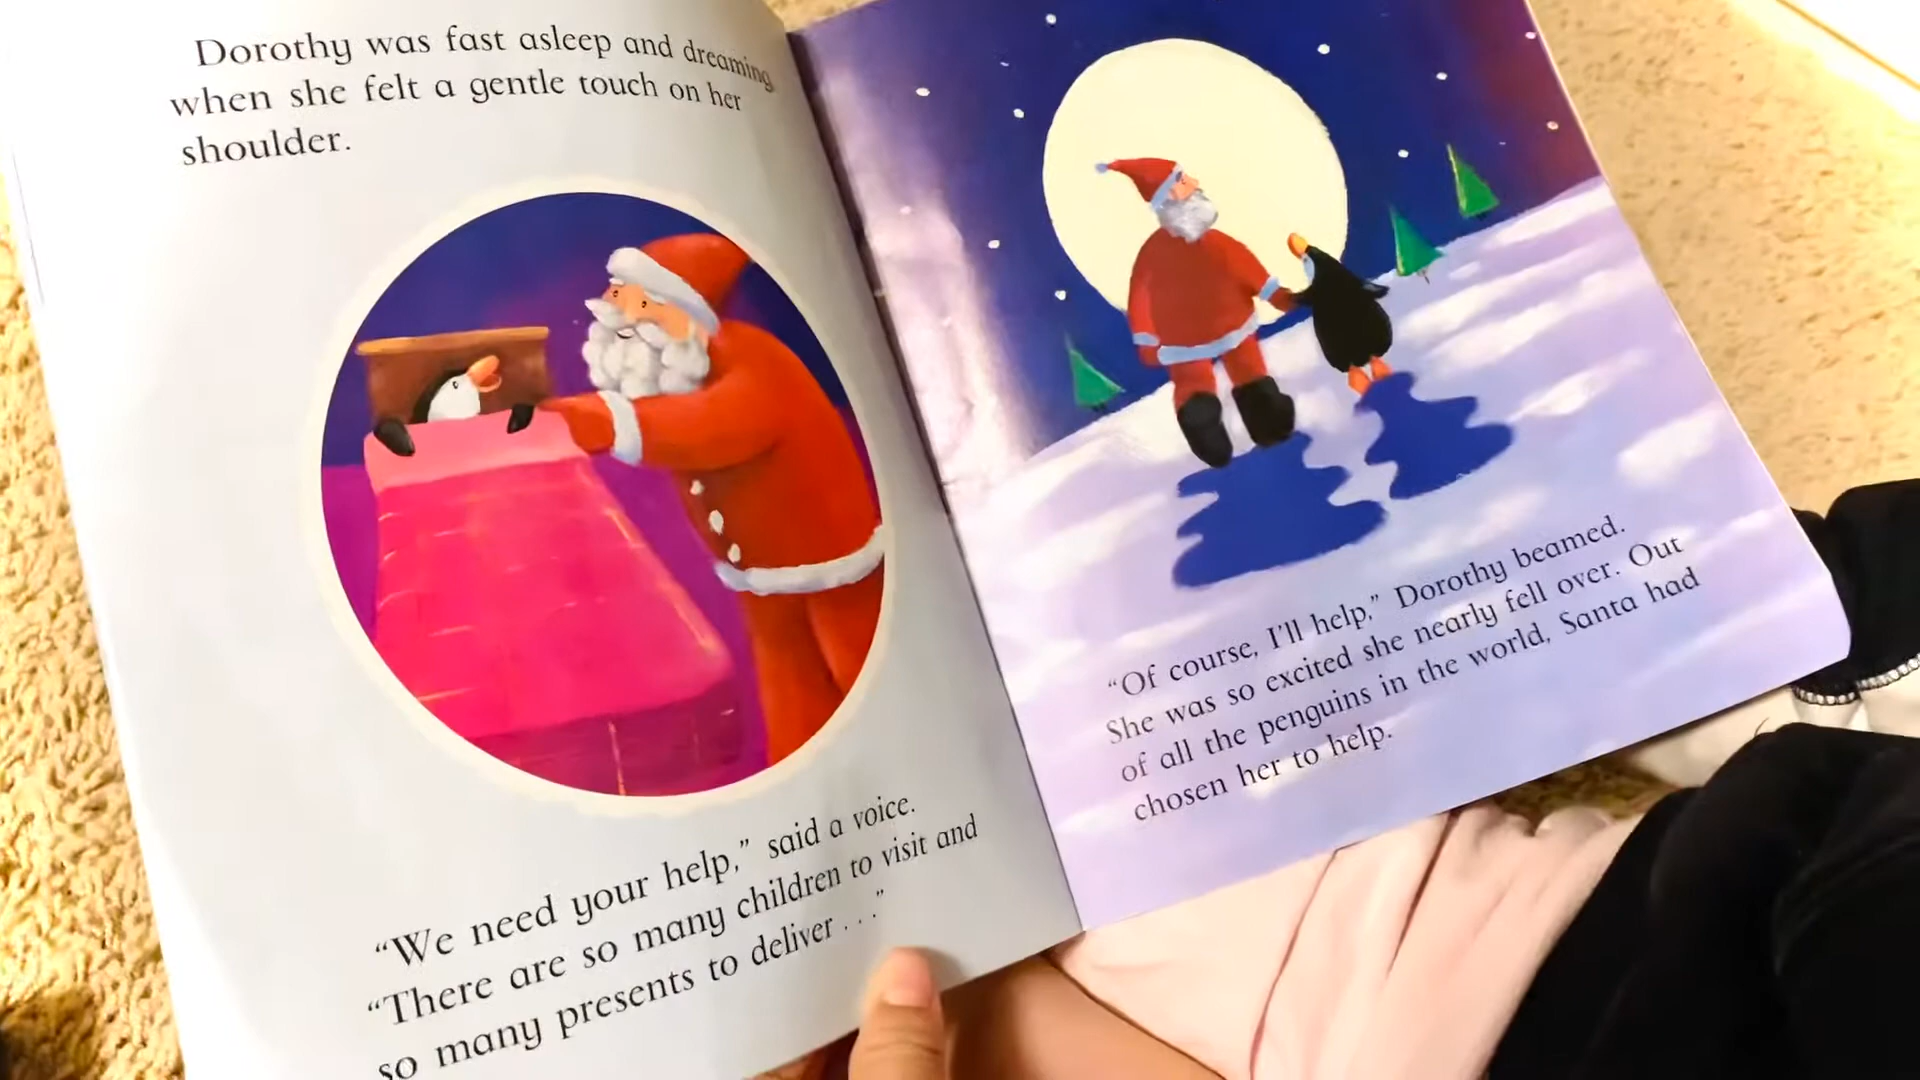 Dorothy was fast asleep and dreaming
when she felt a gentle touch on her
shoulder.
“We need your help,” said a voice.
“There are so many children to visit and
so many presents to deliver . . .”
“Of course, I’ll help,” Dorothy beamed.
She was so excited she nearly fell over. Out
of all the penguins in the world, Santa had
chosen her to help.